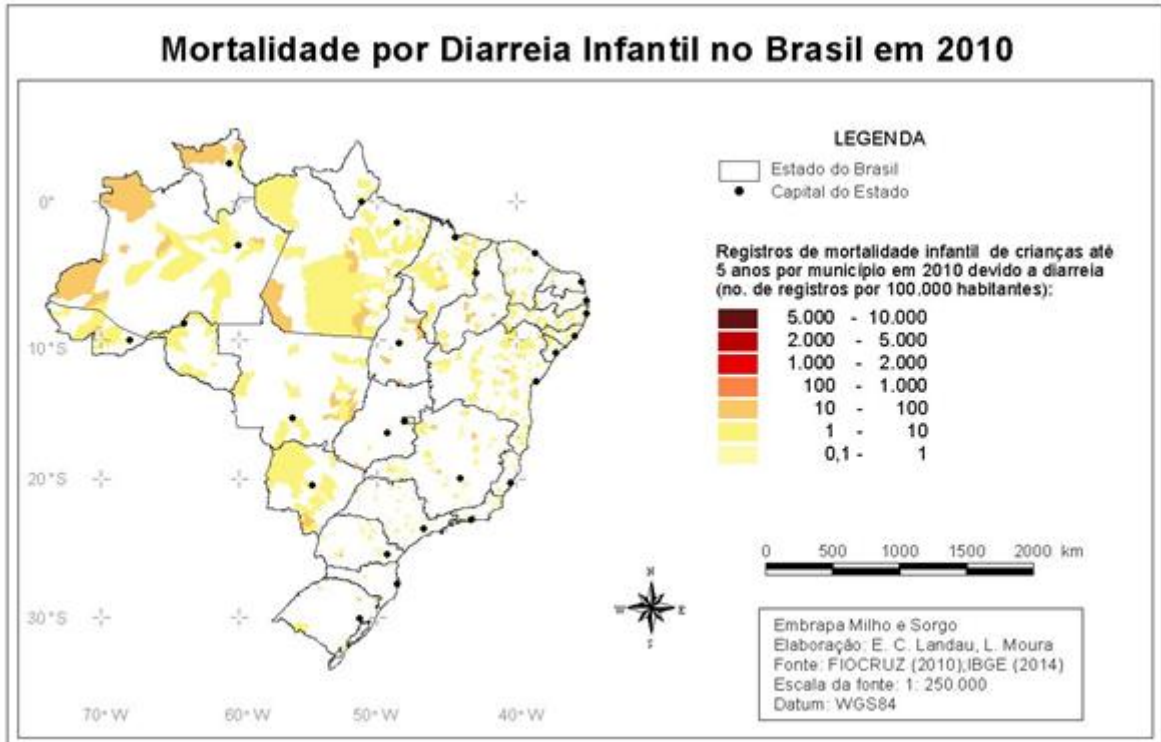 Mortalidade por Diarreia Infantil no Brasil em 2010
LEGENDA
Estado do Brasil
Capital do Estado
Registros de mortalidade infantil de crianças até
5 anos por município em 2010 devido a diarreia
(no. de registros por 100.000 habitantes):
5.000 - 10.000
2.000 - 5.000
1.000 - 2.000
100 - 1.000
10 - 100
1 - 10
0,1 - 1
0°
10°S
20°S
30°S
70°W
60°W
50°W
40°W
0 500 1000 1500 2000 km
N
W E
S
Embrapa Milho e Sorgo
Elaboração: E. C. Landau, L. Moura
Fonte: FIOCRUZ (2010);IBGE (2014)
Escala da fonte: 1: 250.000
Datum: WGS84